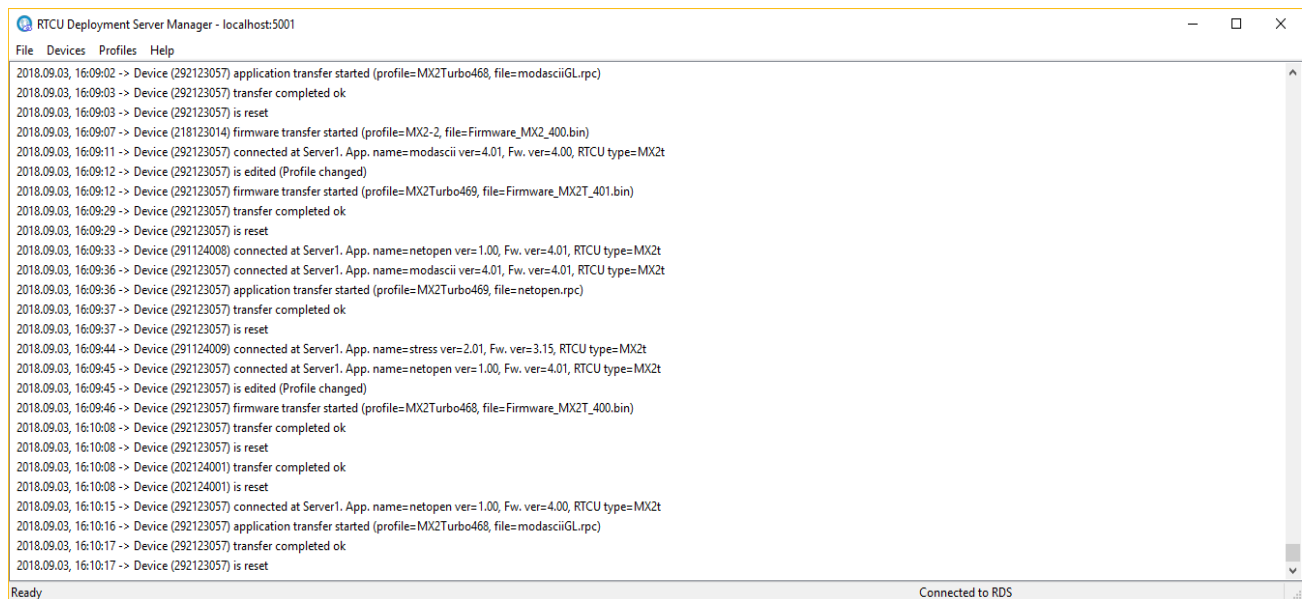 RTCU Deployment Server Manager - localhost:5001
File Devices Profiles Help
2018.09.03, 16:09:02 -> Device (292123057) application transfer started (profile=MX2Turbo468, file=modasciiGL.rpc)
2018.09.03, 16:09:03 -> Device (292123057) transfer completed ok
2018.09.03, 16:09:03 -> Device (292123057) is reset
2018.09.03, 16:09:07 -> Device (218123014) firmware transfer started (profile=MX2-2, file=Firmware_MX2_400.bin)
2018.09.03, 16:09:11 -> Device (292123057) connected at Server1. App. name=modascii ver=4.01, Fw. ver=4.00, RTCU type=MX2t
2018.09.03, 16:09:12 -> Device (292123057) is edited (Profile changed)
2018.09.03, 16:09:12 -> Device (292123057) firmware transfer started (profile=MX2Turbo469, file=Firmware_MX2T_401.bin)
2018.09.03, 16:09:29 -> Device (292123057) transfer completed ok
2018.09.03, 16:09:29 -> Device (292123057) is reset
2018.09.03, 16:09:33 -> Device (291124008) connected at Server1. App. name=netopen ver=1.00, Fw. ver=4.01, RTCU type=MX2t
2018.09.03, 16:09:36 -> Device (292123057) connected at Server1. App. name=modascii ver=4.01, Fw. ver=4.01, RTCU type=MX2t
2018.09.03, 16:09:36 -> Device (292123057) application transfer started (profile=MX2Turbo469, file=netopen.rpc)
2018.09.03, 16:09:37 -> Device (292123057) transfer completed ok
2018.09.03, 16:09:37 -> Device (292123057) is reset
2018.09.03, 16:09:44 -> Device (291124009) connected at Server1. App. name=stress ver=2.01, Fw. ver=3.15, RTCU type=MX2t
2018.09.03, 16:09:45 -> Device (292123057) connected at Server1. App. name=netopen ver=1.00, Fw. ver=4.01, RTCU type=MX2t
2018.09.03, 16:09:45 -> Device (292123057) is edited (Profile changed)
2018.09.03, 16:09:46 -> Device (292123057) firmware transfer started (profile=MX2Turbo468, file=Firmware_MX2T_400.bin)
2018.09.03, 16:10:08 -> Device (292123057) transfer completed ok
2018.09.03, 16:10:08 -> Device (292123057) is reset
2018.09.03, 16:10:08 -> Device (202124001) transfer completed ok
2018.09.03, 16:10:08 -> Device (202124001) is reset
2018.09.03, 16:10:15 -> Device (292123057) connected at Server1. App. name=netopen ver=1.00, Fw. ver=4.00, RTCU type=MX2t
2018.09.03, 16:10:16 -> Device (292123057) application transfer started (profile=MX2Turbo468, file=modasciiGL.rpc)
2018.09.03, 16:10:17 -> Device (292123057) transfer completed ok
2018.09.03, 16:10:17 -> Device (292123057) is reset
Ready Connected to RDS